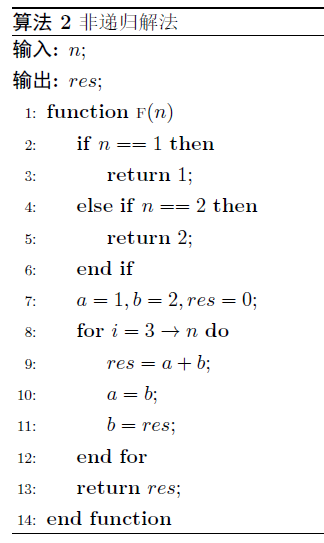 算法 2 非递归解法
输入: n;
输出: res;
1: function F(n)
2: if n == 1 then
3: return 1;
4: else if n == 2 then
5: return 2;
6: end if
7: a = 1, b = 2, res = 0;
8: for i = 3 → n do
9: res = a + b;
10: a = b;
11: b = res;
12: end for
13: return res;
14: end function